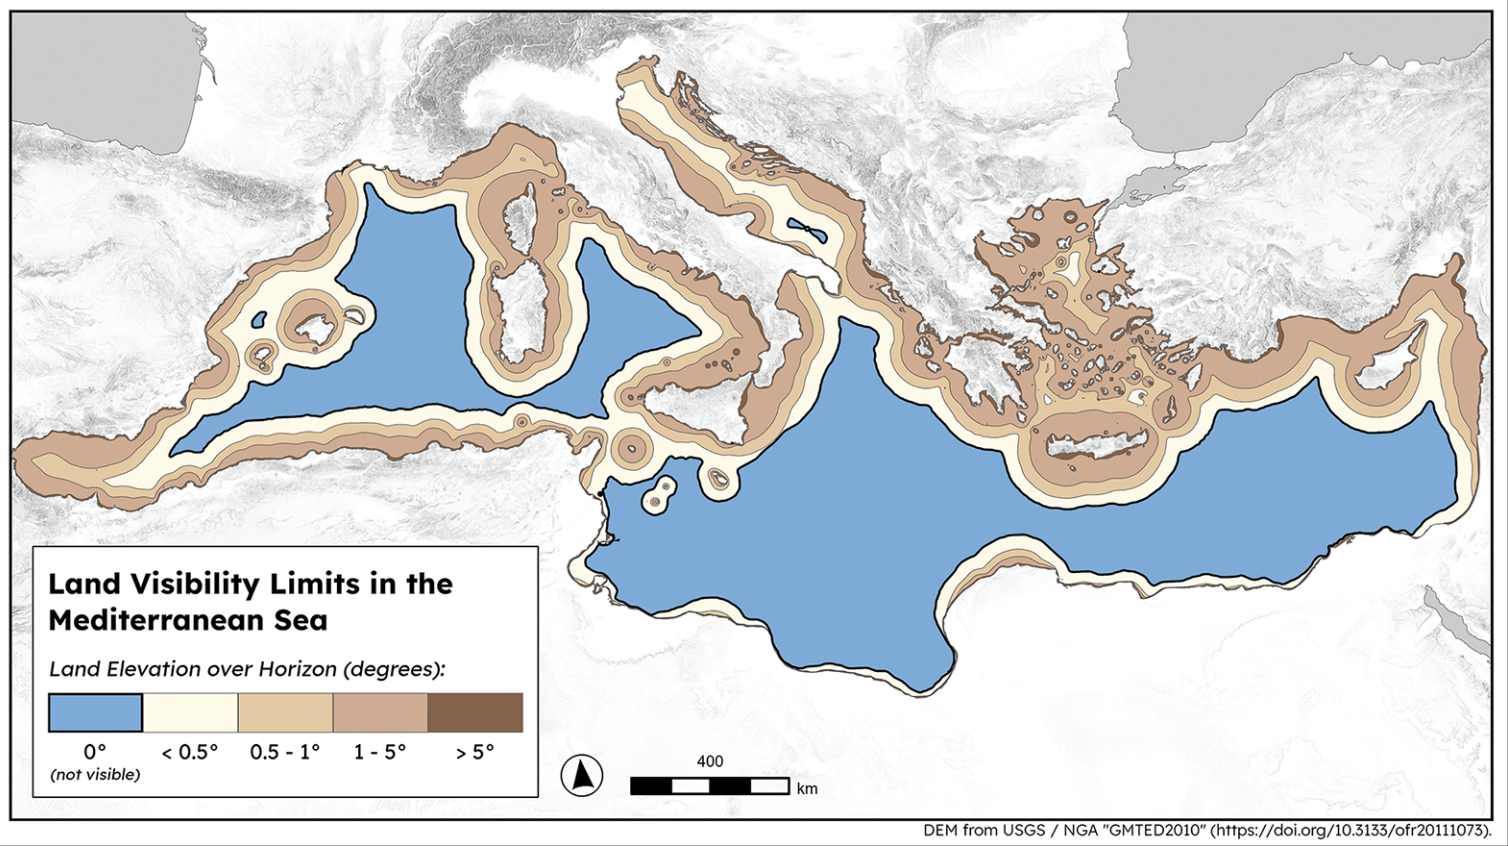 Land Visibility Limits in the
Mediterranean Sea
Land Elevation over Horizon (degrees):
0° < 0.5° 0.5 - 1° 1 - 5° > 5°
(not visible)
400
km
DEM from USGS / NGA "GMTED2010" (https://doi.org/10.3133/ofr20111073).